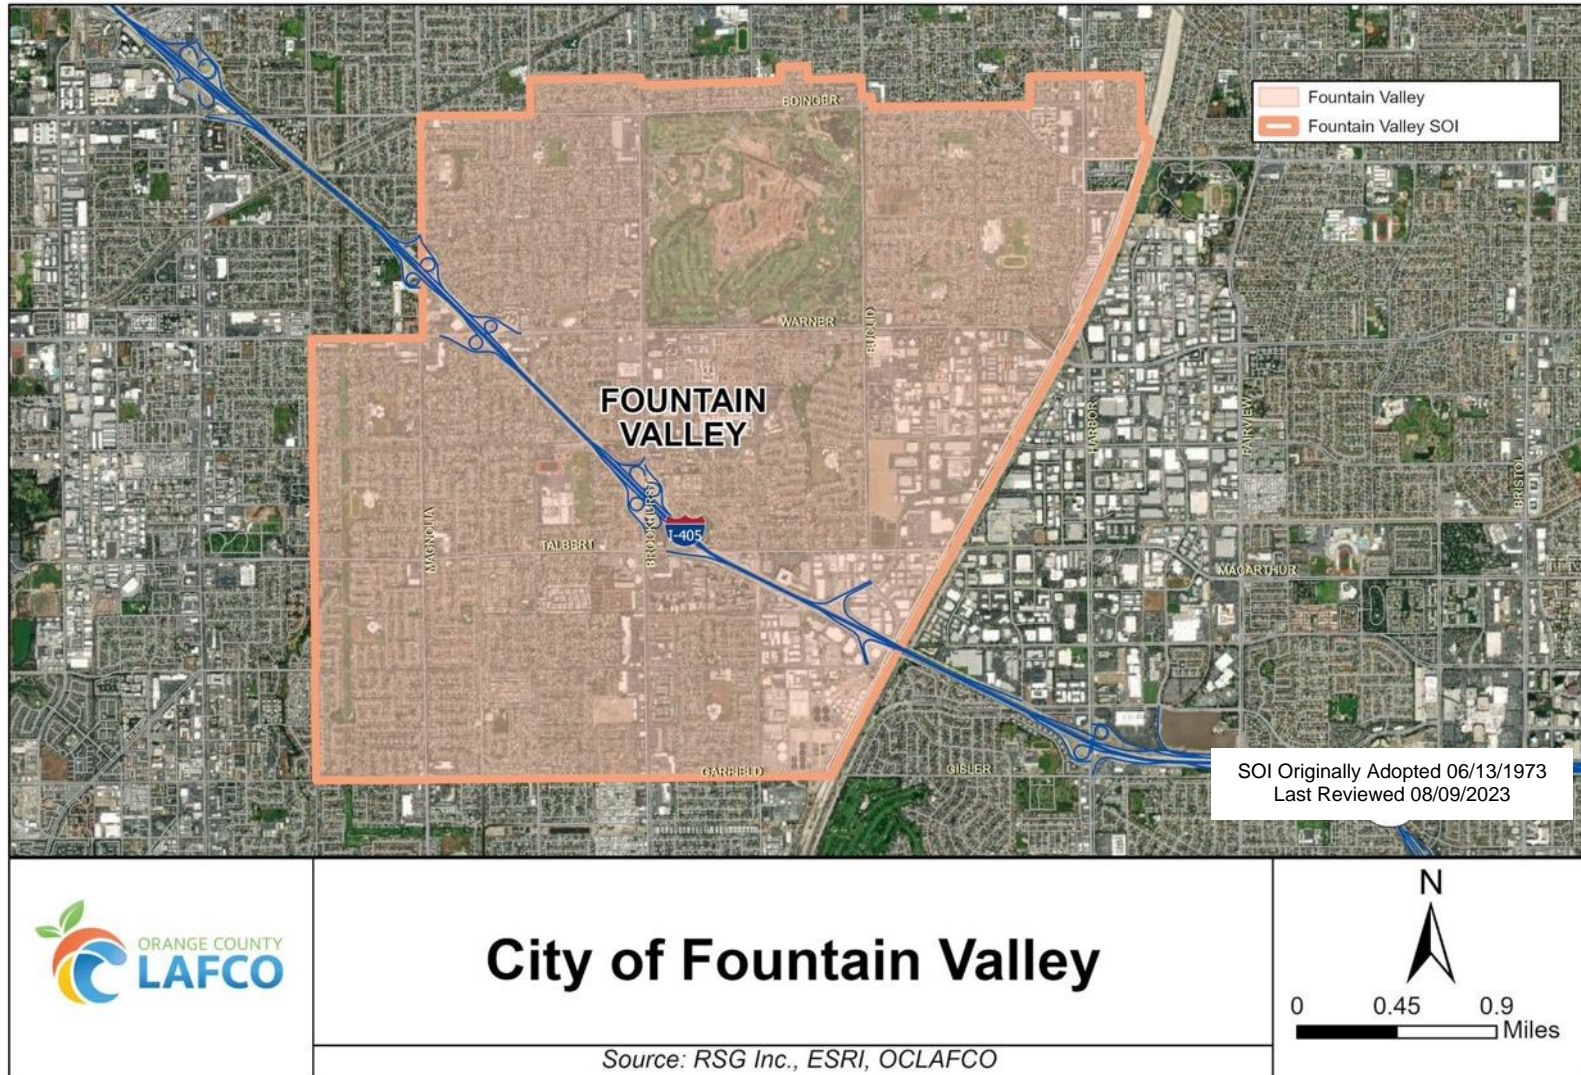 EDINGER
Fountain Valley
Fountain Valley SOI
WARNER
EUCLID
FOUNTAIN
VALLEY
HARBOR
FAIRVIEW
BRISTOL
MAGNOLIA
BROOKHURST
I-405
TALBERT
MACARTHUR
GARFIELD
GISLER
SOI Originally Adopted 06/13/1973
Last Reviewed 08/09/2023
ORANGE COUNTY
LAFCO
City of Fountain Valley
Source: RSG Inc., ESRI, OCLAFCO
N
0 0.45 0.9
Miles